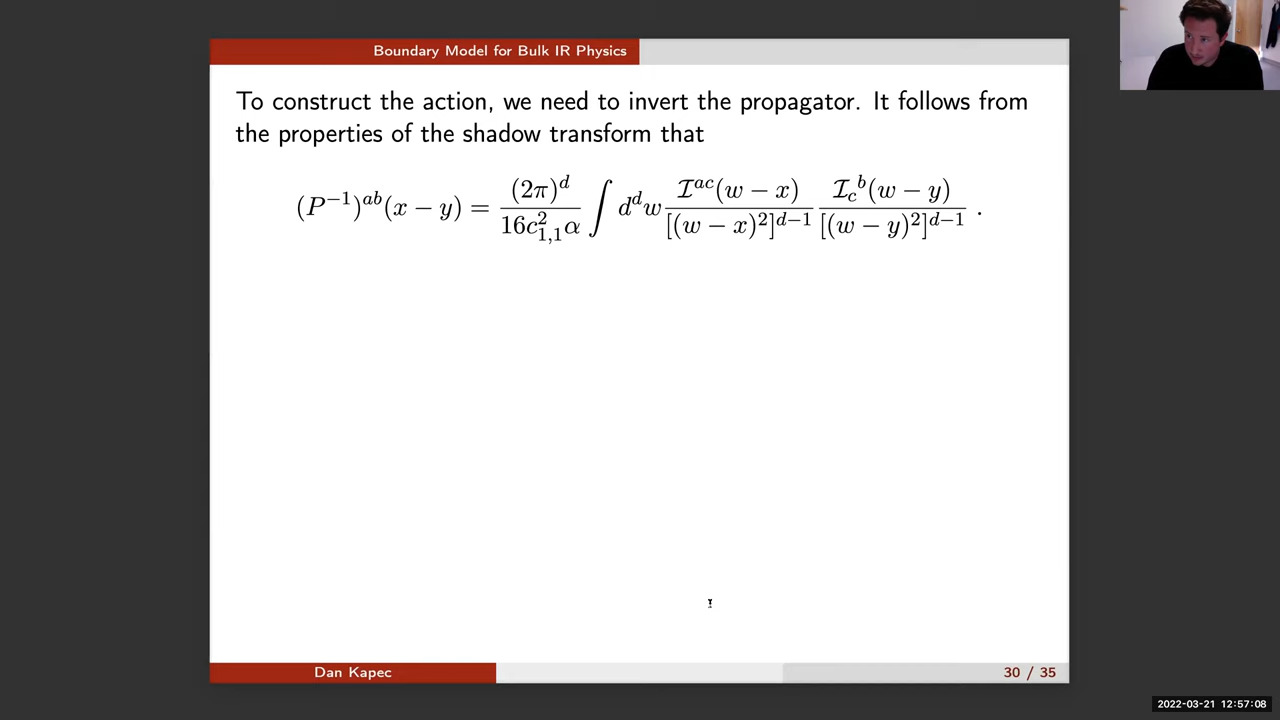 Boundary Model for Bulk IR Physics
To construct the action, we need to invert the propagator. It follows from
the properties of the shadow transform that
$(P^{-1})^{ab}(x-y) = \frac{(2\pi)^d}{16c_{1,1}^2\alpha} \int d^d w \frac{\mathcal{I}^{ac}(w-x)}{[(w-x)^2]^{d-1}} \frac{\mathcal{I}_c{}^b(w-y)}{[(w-y)^2]^{d-1}} .$
Dan Kapec
30 / 35
2022-03-21 12:57:08